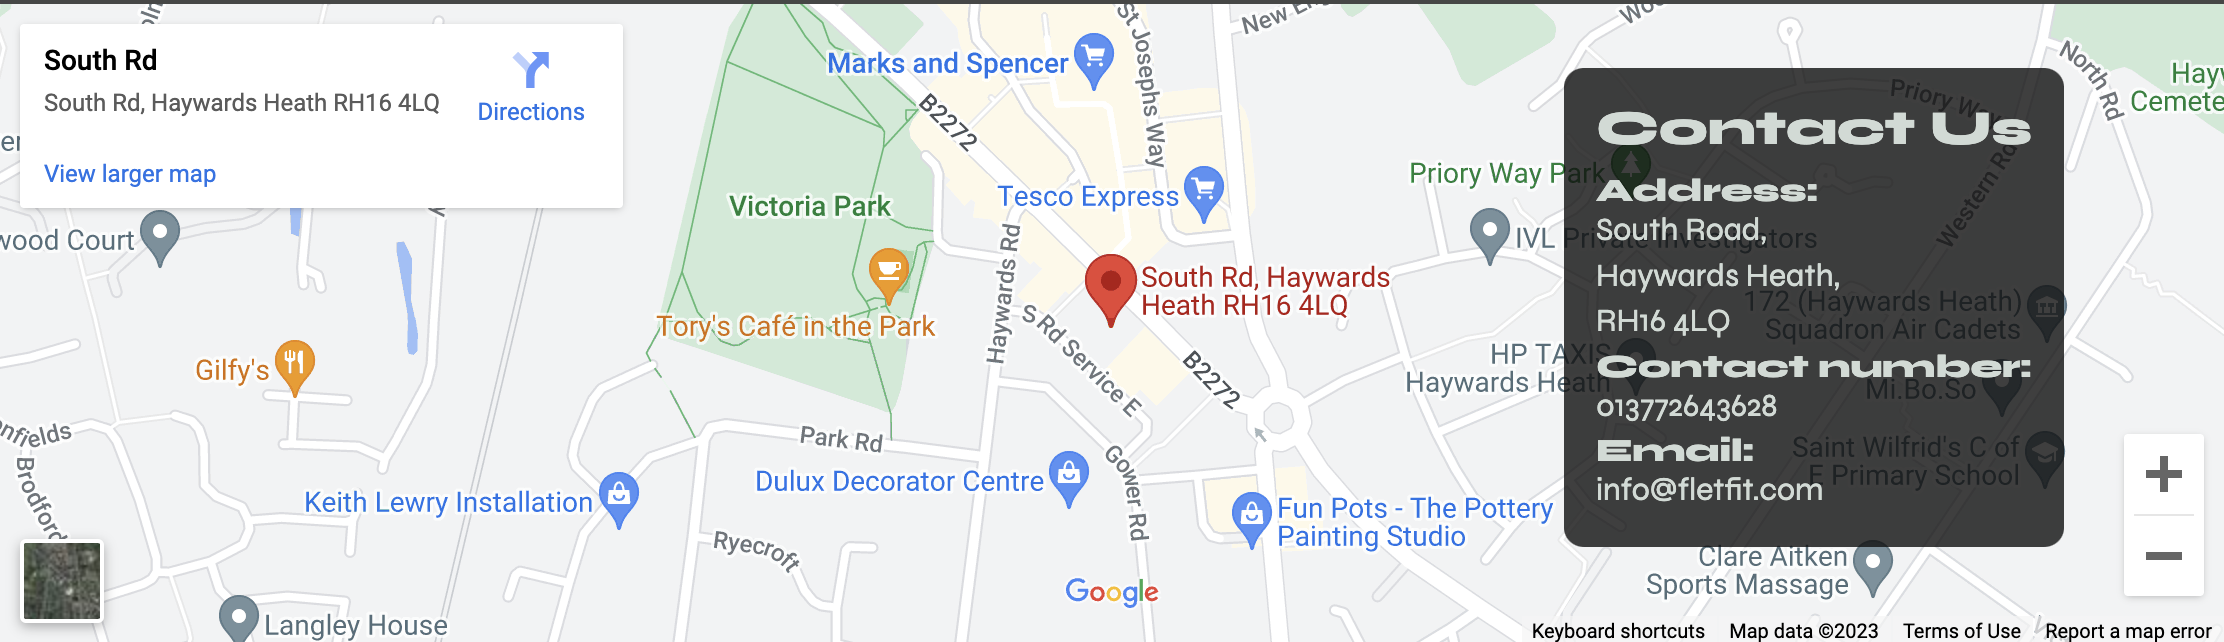 South Rd
South Rd, Haywards Heath RH16 4LQ
Directions
View larger map
wood Court
Gilfy's
Brodford
Keith Lewry Installation
Langley House
Victoria Park
Tory's Café in the Park
Park Rd
Ryecroft
Marks and Spencer
B2272
St Josephs Way
Tesco Express
Haywards Rd
South Rd, Haywards
Heath RH16 4LQ
S Rd Service E
B2272
Dulux Decorator Centre
Gower Rd
Fun Pots - The Pottery
Painting Studio
Google
New En
Priory Way Park
IVL Private Investigators
HP TAXIS
Haywards Heath
Priory Way
North Rd
Western Rd
172 (Haywards Heath)
Squadron Air Cadets
Mi.Bo.So
Saint Wilfrid's C of
E Primary School
Clare Aitken
Sports Massage
Contact Us
Address:
South Road,
Haywards Heath,
RH16 4LQ
Contact number:
013772643628
Email:
info@fletfit.com
Keyboard shortcuts
Map data ©2023
Terms of Use
Report a map error